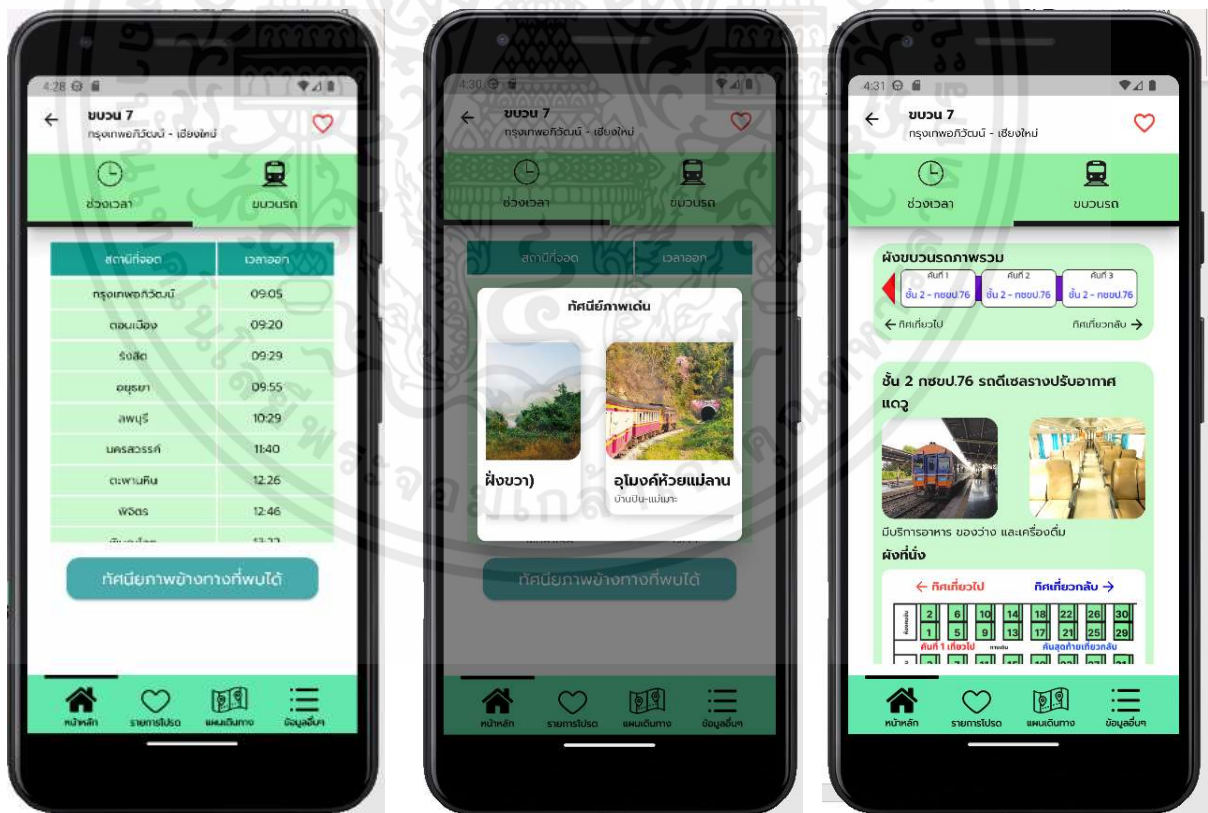 4:28
ขบวน 7
กรุงเทพอภิวัฒน์ - เชียงใหม่
ช่วงเวลา
ขบวนรถ
สถานีที่จอด เวลาออก
กรุงเทพอภิวัฒน์ 09:05
ดอนเมือง 09:20
รังสิต 09:29
อยุธยา 09:55
ลพบุรี 10:29
นครสวรรค์ 11:40
ตะพานหิน 12:26
พิจิตร 12:46
ทัศนียภาพข้างทางที่พบได้
หน้าหลัก รายการโปรด แผนเดินทาง ข้อมูลอื่นๆ
4:30
ขบวน 7
กรุงเทพอภิวัฒน์ - เชียงใหม่
ช่วงเวลา
ขบวนรถ
สถานีที่จอด เวลาออก
ทัศนีย์ภาพเด่น
ฝั่งขวา)
อุโมงค์ห้วยแม่ลาน
บ้านปิน-แม่เมาะ
ทัศนียภาพข้างทางที่พบได้
หน้าหลัก รายการโปรด แผนเดินทาง ข้อมูลอื่นๆ
4:31
ขบวน 7
กรุงเทพอภิวัฒน์ - เชียงใหม่
ช่วงเวลา
ขบวนรถ
ผังขบวนรถภาพรวม
คันที่ 1 คันที่ 2 คันที่ 3
ชั้น 2 - กซขป.76 ชั้น 2 - กซขป.76 ชั้น 2 - กซขป.76
← ทิศเที่ยวไป ทิศเที่ยวกลับ →
ชั้น 2 กซขป.76 รถดีเซลรางปรับอากาศ
แดวู
มีบริการอาหาร ของว่าง และเครื่องดื่ม
ผังที่นั่ง
← ทิศเที่ยวไป ทิศเที่ยวกลับ →
2 6 10 14 18 22 26 30
1 5 9 13 17 21 25 29
คันที่ 1 เที่ยวไป ทางเดิน คันสุดท้ายเที่ยวกลับ
หน้าหลัก รายการโปรด แผนเดินทาง ข้อมูลอื่นๆ